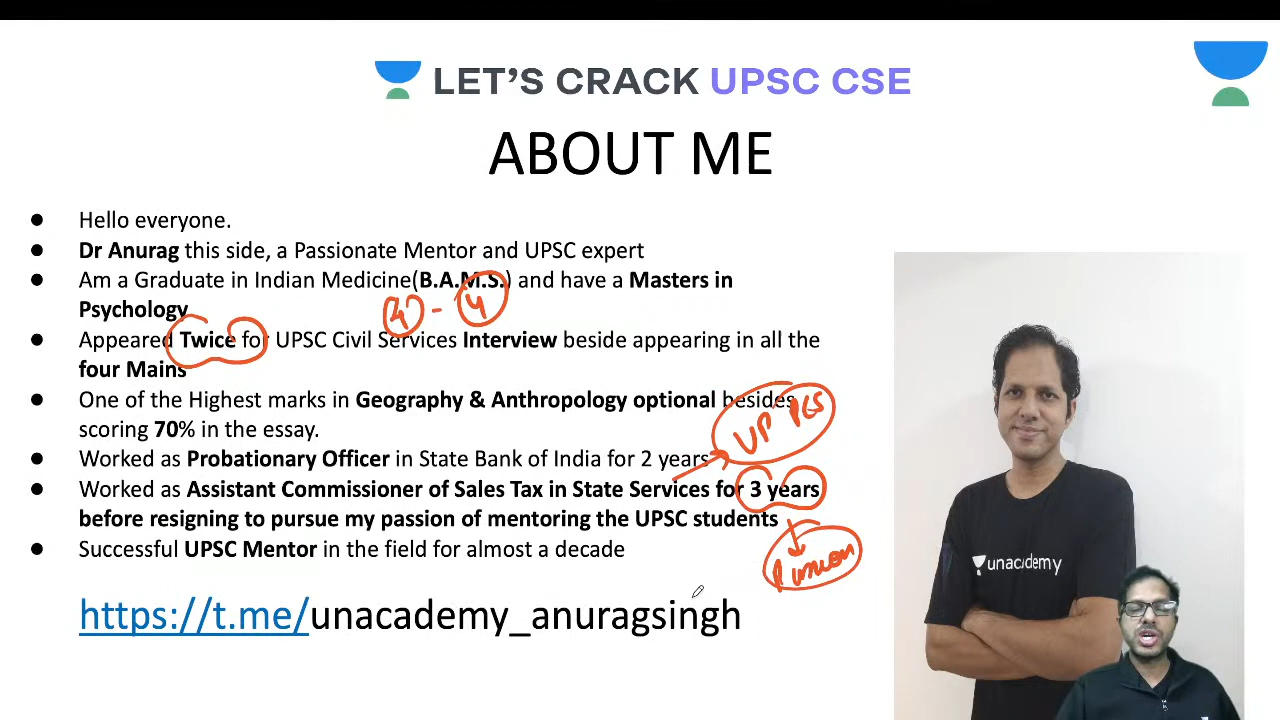 LET'S CRACK UPSC CSE
ABOUT ME
● Hello everyone.
● Dr Anurag this side, a Passionate Mentor and UPSC expert
● Am a Graduate in Indian Medicine(B.A.M.S.) and have a Masters in
Psychology
4 - 4
● Appeared Twice for UPSC Civil Services Interview beside appearing in all the
four Mains
● One of the Highest marks in Geography & Anthropology optional besides
scoring 70% in the essay.
UP PCS
● Worked as Probationary Officer in State Bank of India for 2 years
● Worked as Assistant Commissioner of Sales Tax in State Services for 3 years
before resigning to pursue my passion of mentoring the UPSC students
● Successful UPSC Mentor in the field for almost a decade
https://t.me/unacademy_anuragsingh
unacademy